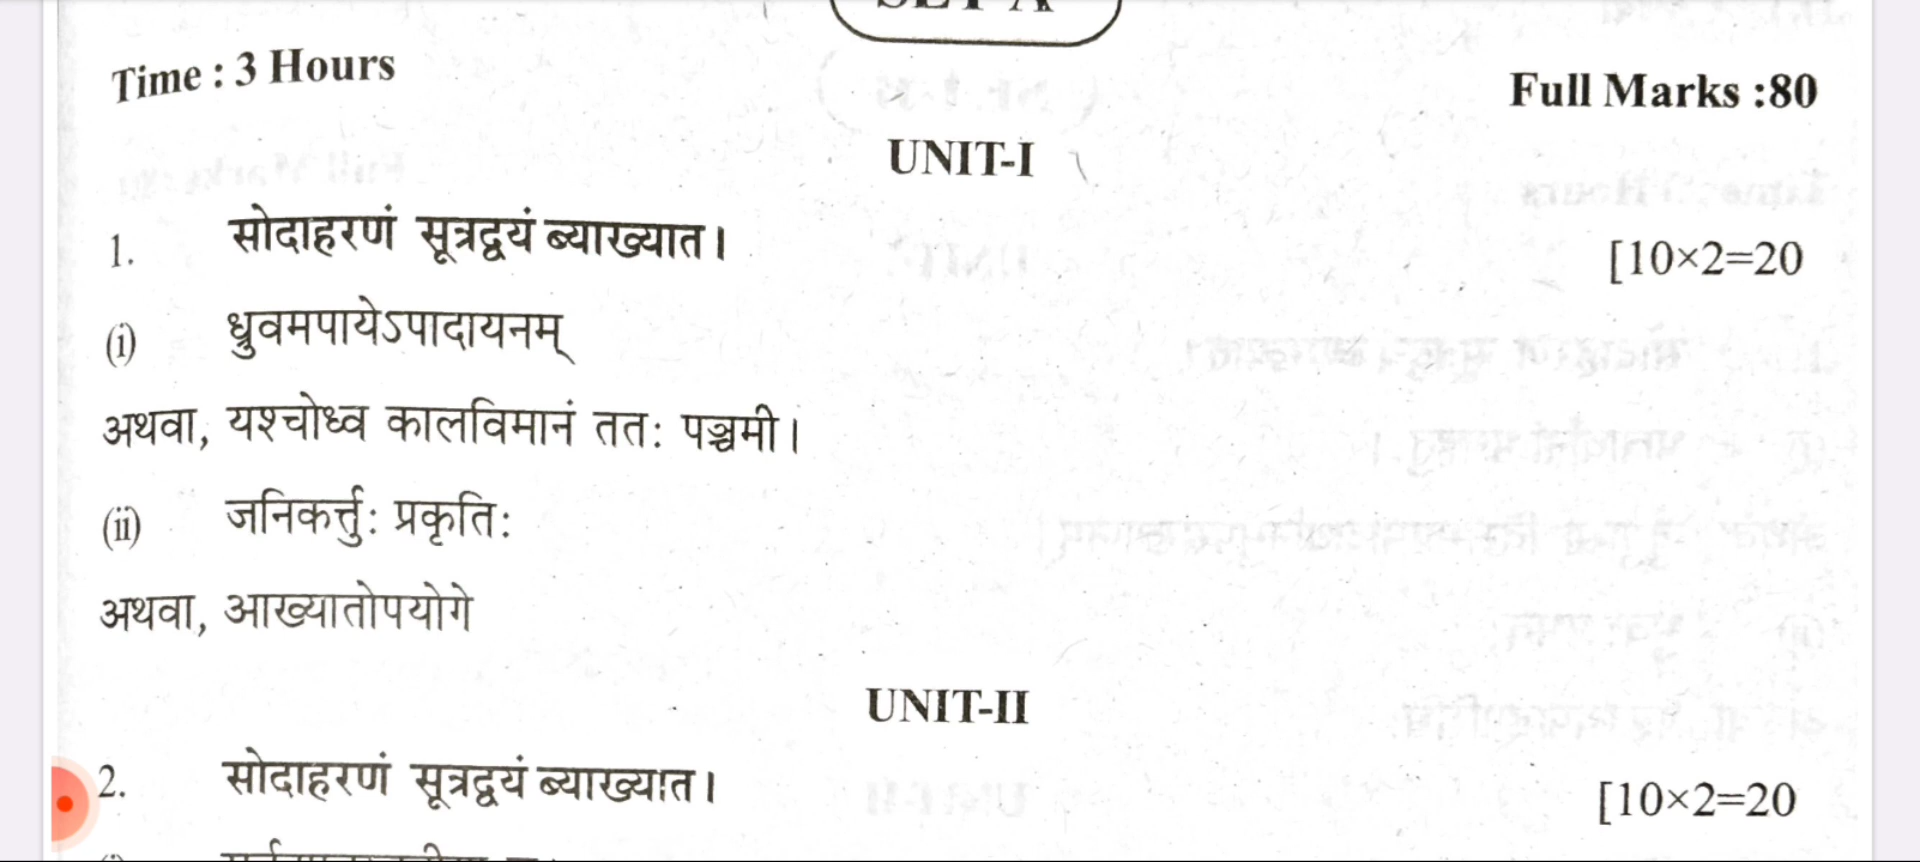 Time : 3 Hours
Full Marks :80
UNIT-I
1. सोदाहरणं सूत्रद्वयं ब्याख्यात। [10×2=20
(i) ध्रुवमपायेऽपादायनम्
अथवा, यश्चोध्व कालविमानं ततः पञ्चमी।
(ii) जनिकर्त्तुः प्रकृतिः
अथवा, आख्यातोपयोगे
UNIT-II
2. सोदाहरणं सूत्रद्वयं ब्याख्यात। [10×2=20